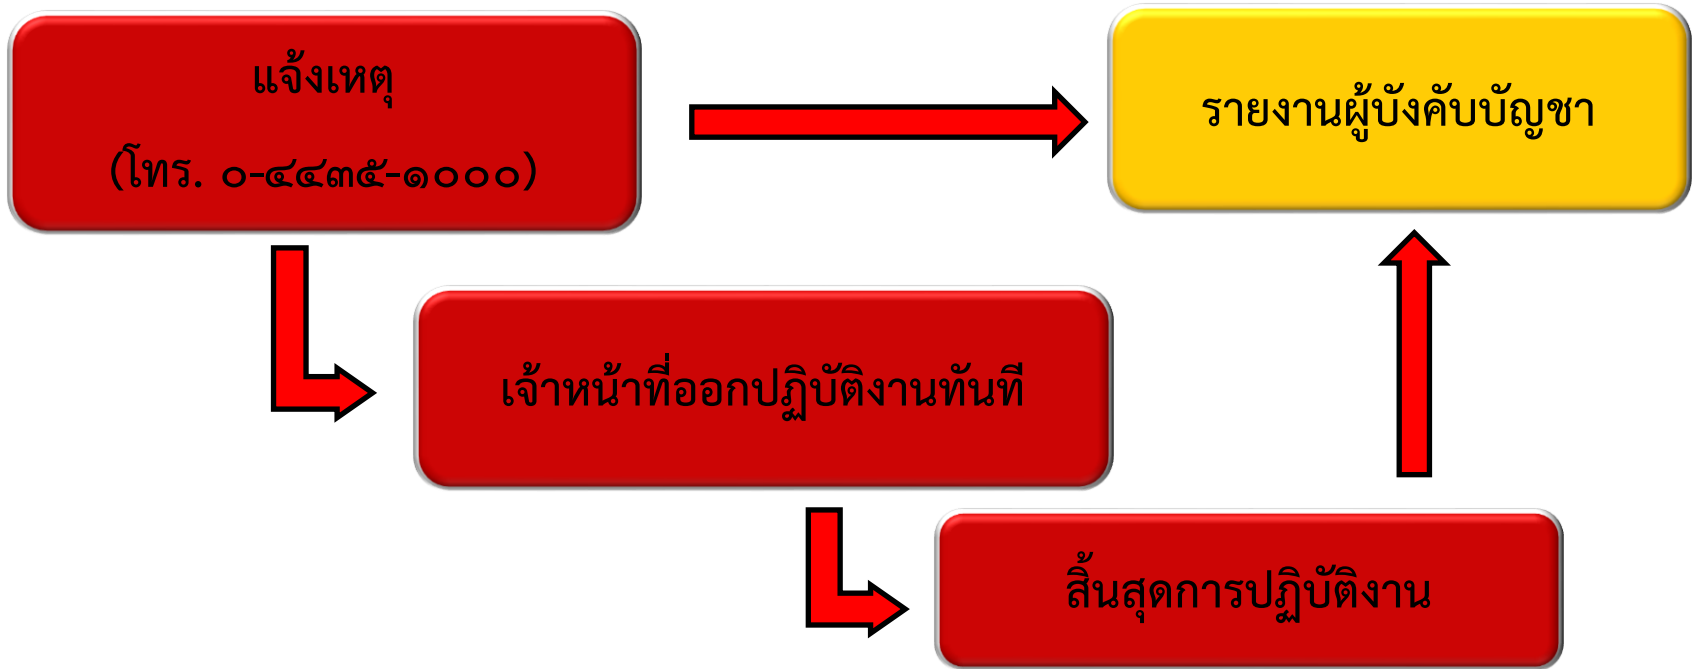 แจ้งเหตุ
(โทร. ๐-๔๔๓๕-๑๐๐๐)
รายงานผู้บังคับบัญชา
เจ้าหน้าที่ออกปฏิบัติงานทันที
สิ้นสุดการปฏิบัติงาน